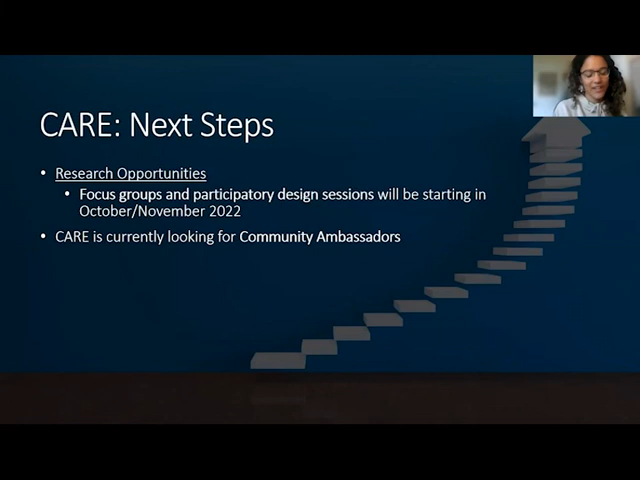 CARE: Next Steps
• Research Opportunities
• Focus groups and participatory design sessions will be starting in
October/November 2022
• CARE is currently looking for Community Ambassadors